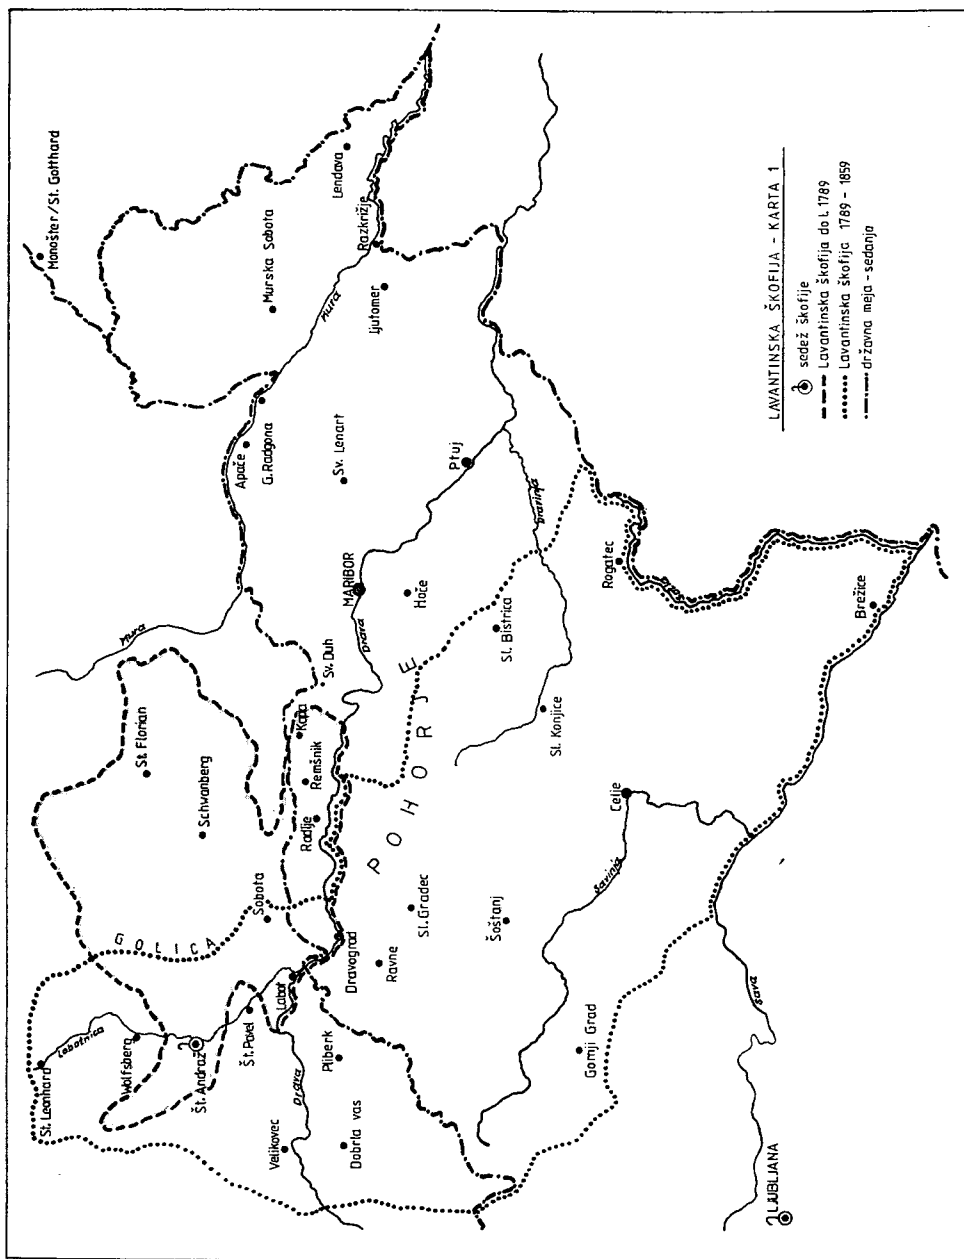 LAVANTINSKA ŠKOFIJA - KARTA 1
sedež škofije
Lavantinska škofija do l. 1789
Lavantinska škofija 1789 - 1859
državna meja - sedanja
St. Leonhard
Labotnica
Wolfsberg
Št. Andraž
Št. Pavel
Labot
GOLICA
Sobota
Schwanberg
St. Florian
Mura
Monošter/St. Gotthard
Murska Sobota
Lendava
Razkrižje
Mura
Ljutomer
Apače
G. Radgona
Sv. Lenart
Sv. Duh
Kapa
Remšnik
Radlje
MARIBOR
Drava
Hoče
Ptuj
Dravinja
Velikovec
Drava
Dobrla vas
Pliberk
Dravograd
Ravne
Sl. Gradec
POHORJE
Sl. Bistrica
Sl. Konjice
Šoštanj
Celje
Savinja
Rogatec
Brežice
Gornji Grad
Sava
LJUBLJANA